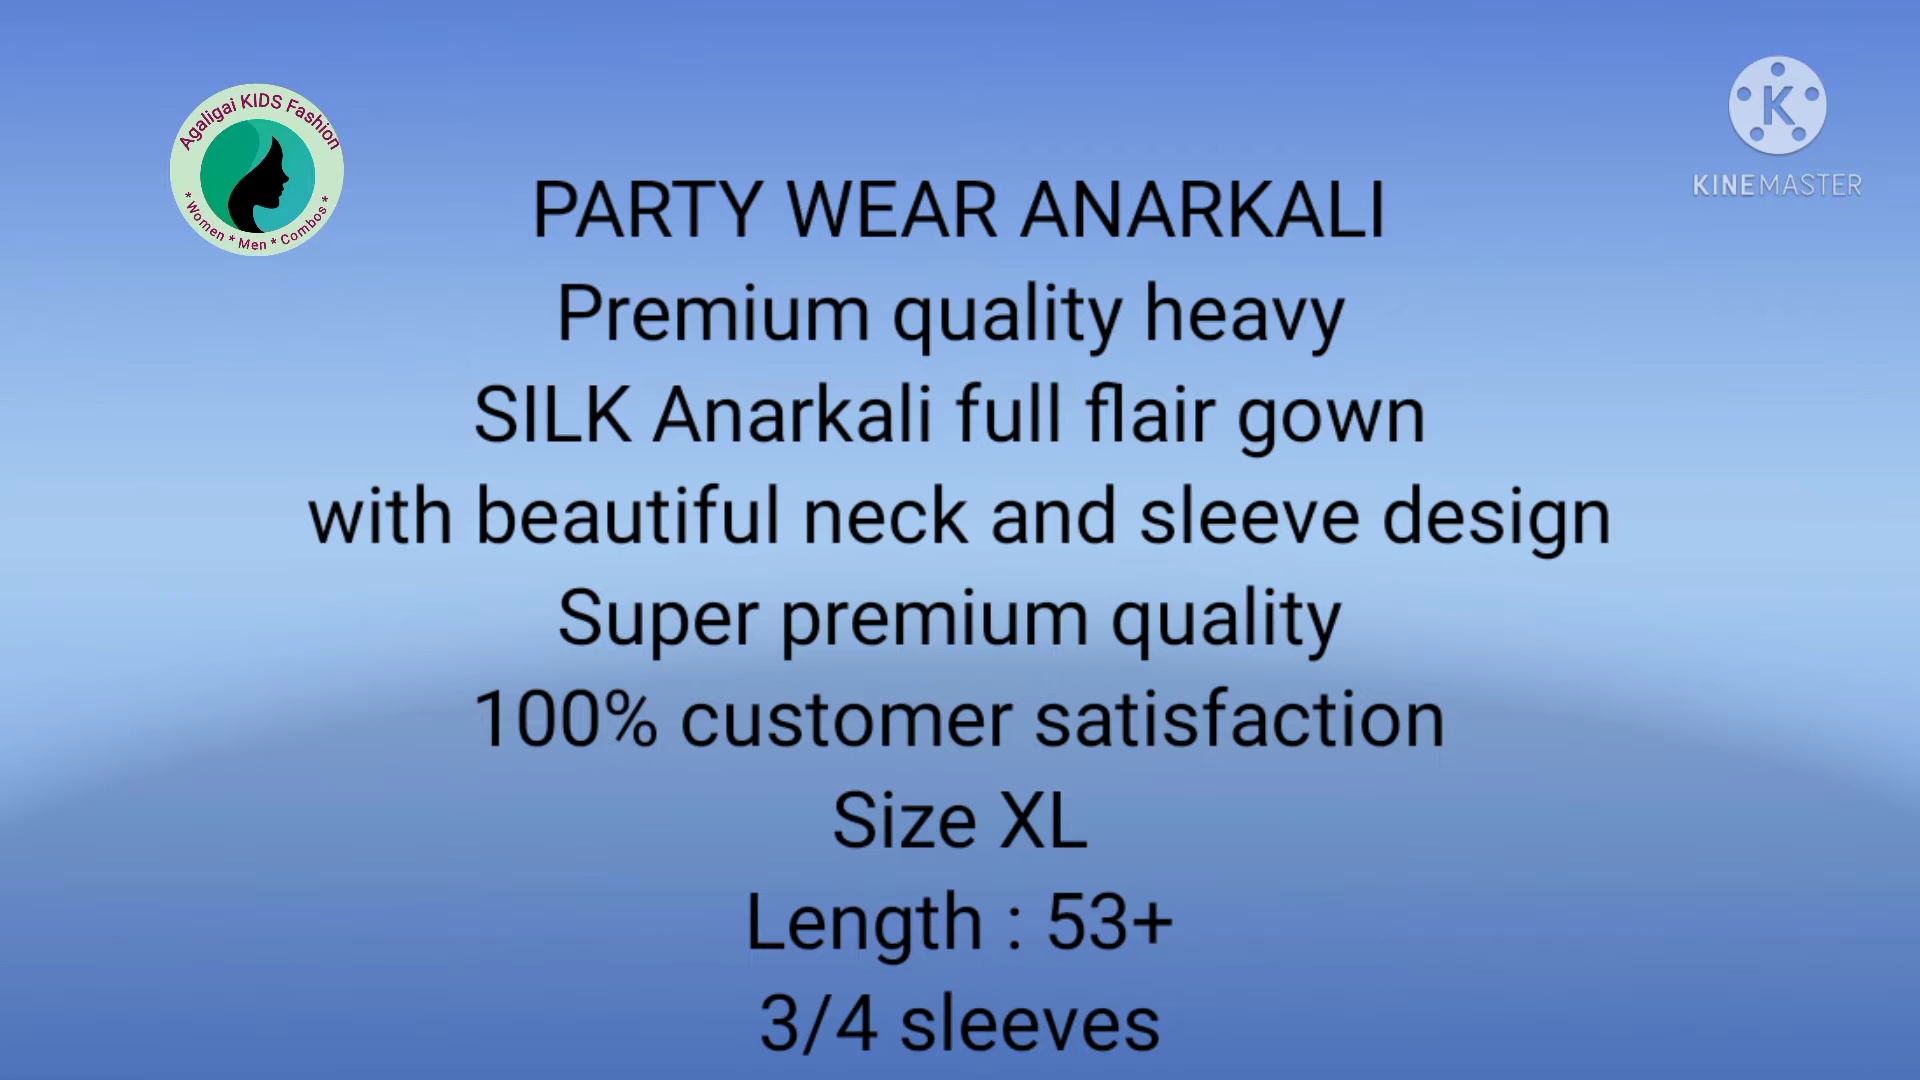 Agaligai KIDS Fashion
* Women * Men * Combos *
KINEMASTER
PARTY WEAR ANARKALI
Premium quality heavy
SILK Anarkali full flair gown
with beautiful neck and sleeve design
Super premium quality
100% customer satisfaction
Size XL
Length : 53+
3/4 sleeves